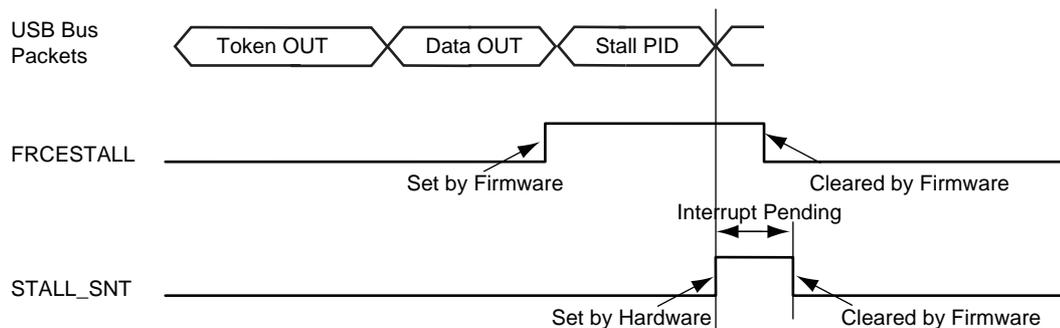 USB Bus
Packets
Token OUT
Data OUT
Stall PID
FRCESTALL
Set by Firmware
Cleared by Firmware
Interrupt Pending
STALL_SNT
Set by Hardware
Cleared by Firmware